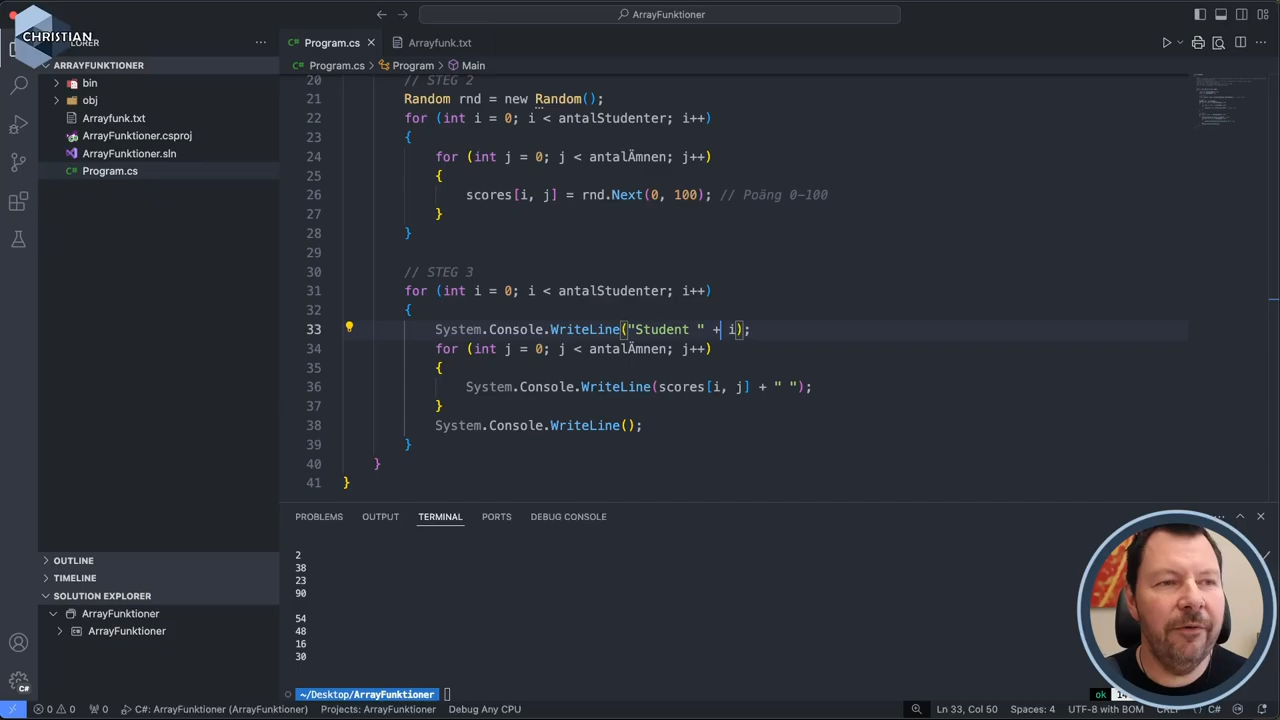 ArrayFunktioner
CHRISTIAN
LORER
Program.cs
Arrayfunk.txt
ARRAYFUNKTIONER
Program.cs > Program > Main
bin
obj
Arrayfunk.txt
ArrayFunktioner.csproj
ArrayFunktioner.sln
Program.cs
20 // STEG 2
21 Random rnd = new Random();
22 for (int i = 0; i < antalStudenter; i++)
23 {
24 for (int j = 0; j < antalÄmnen; j++)
25 {
26 scores[i, j] = rnd.Next(0, 100); // Poäng 0-100
27 }
28 }
29
30 // STEG 3
31 for (int i = 0; i < antalStudenter; i++)
32 {
33 System.Console.WriteLine("Student " + i);
34 for (int j = 0; j < antalÄmnen; j++)
35 {
36 System.Console.WriteLine(scores[i, j] + " ");
37 }
38 System.Console.WriteLine();
39 }
40 }
41 }
PROBLEMS OUTPUT TERMINAL PORTS DEBUG CONSOLE
2
38
23
90
54
48
16
30
~/Desktop/ArrayFunktioner
ok
OUTLINE
TIMELINE
SOLUTION EXPLORER
ArrayFunktioner
ArrayFunktioner
C#
0 0 0 C#: ArrayFunktioner (ArrayFunktioner) Projects: ArrayFunktioner Debug Any CPU Ln 33, Col 50 Spaces: 4 UTF-8 with BOM CRLF C#